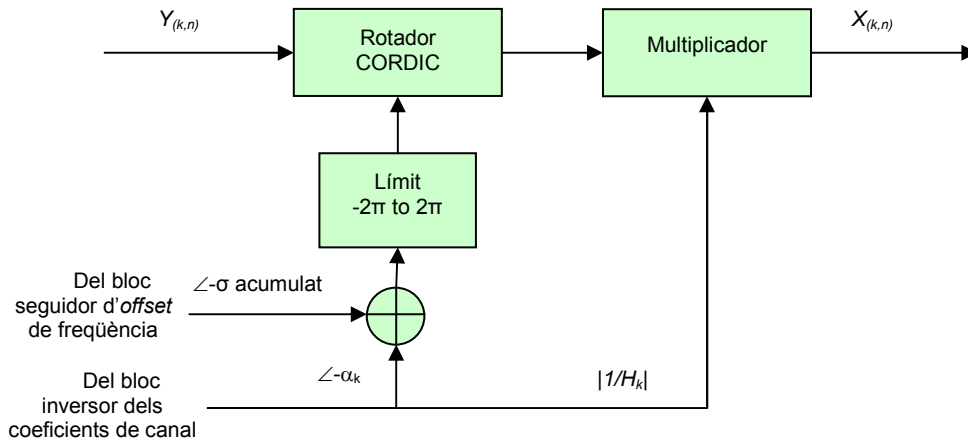 Y(k,n)
Rotador
CORDIC
Multiplicador
X(k,n)
Límit
-2π to 2π
Del bloc
seguidor d'offset
de freqüència
∠-σ acumulat
Del bloc
inversor dels
coeficients de canal
∠-αk
|1/Hk|